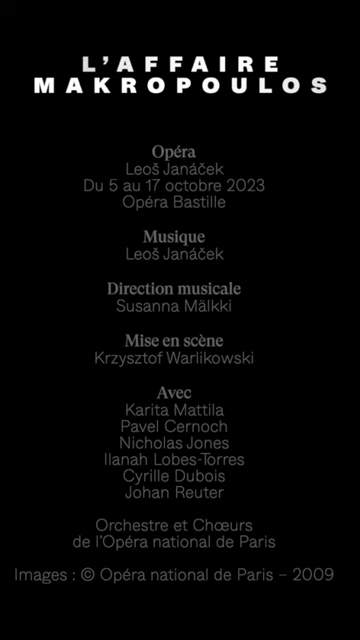 L’AFFAIRE
MAKROPOULOS
Opéra
Leoš Janáček
Du 5 au 17 octobre 2023
Opéra Bastille
Musique
Leoš Janáček
Direction musicale
Susanna Mälkki
Mise en scène
Krzysztof Warlikowski
Avec
Karita Mattila
Pavel Cernoch
Nicholas Jones
Ilanah Lobes-Torres
Cyrille Dubois
Johan Reuter
Orchestre et Chœurs
de l’Opéra national de Paris
Images : © Opéra national de Paris – 2009